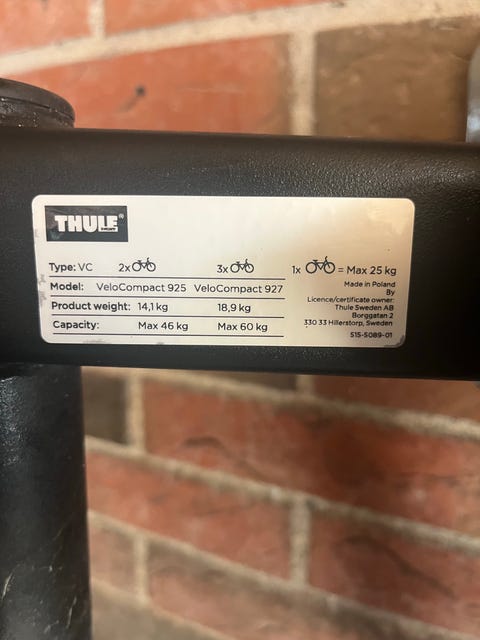 THULE®
SWEDEN
Type: VC 2x 3x 1x = Max 25 kg
Model: VeloCompact 925 VeloCompact 927
Product weight: 14,1 kg 18,9 kg
Capacity: Max 46 kg Max 60 kg
Made in Poland
By
Licence/certificate owner:
Thule Sweden AB
Borggatan 2
330 33 Hillerstorp, Sweden
515-5089-01